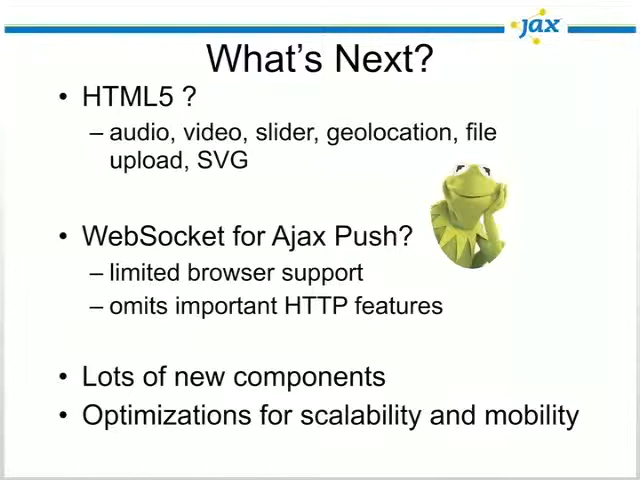 jax
What's Next?
• HTML5 ?
– audio, video, slider, geolocation, file
upload, SVG
• WebSocket for Ajax Push?
– limited browser support
– omits important HTTP features
• Lots of new components
• Optimizations for scalability and mobility